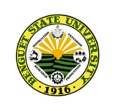 BENGUET STATE UNIVERSITY
• 1916 •